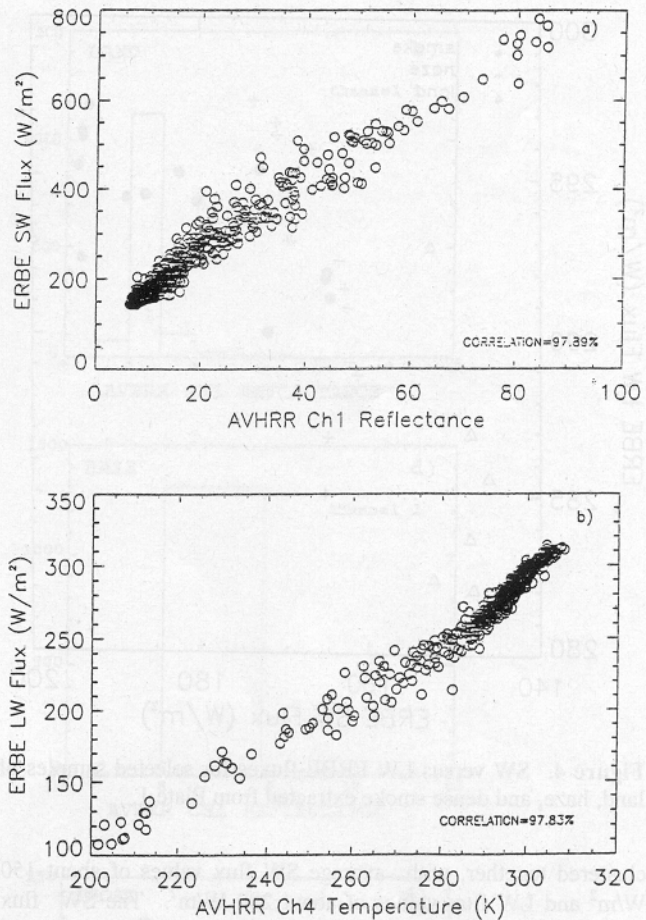 800
a)
600
400
200
0
ERBE SW Flux (W/m²)
CORRELATION=97.89%
0 20 40 60 80 100
AVHRR Ch1 Reflectance
350
b)
300
250
200
150
100
ERBE LW Flux (W/m²)
CORRELATION=97.83%
200 220 240 260 280 300 320
AVHRR Ch4 Temperature (K)